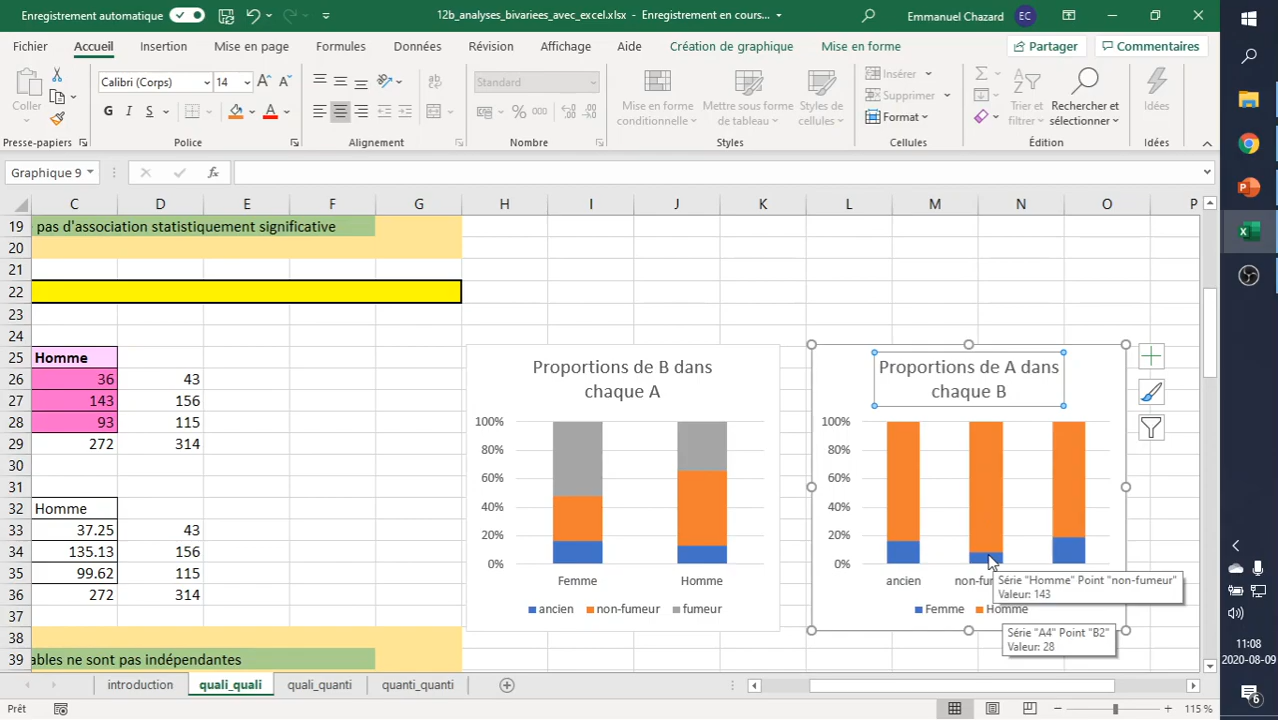 Enregistrement automatique
12b_analyses_bivariees_avec_excel.xlsx - Enregistrement en cours...
Emmanuel Chazard
EC
Fichier
Accueil
Insertion
Mise en page
Formules
Données
Révision
Affichage
Aide
Création de graphique
Mise en forme
Partager
Commentaires
Coller
Calibri (Corps)
14
G
I
S
Standard
Mise en forme conditionnelle
Mettre sous forme de tableau
Styles de cellules
Insérer
Supprimer
Format
Trier et filtrer
Rechercher et sélectionner
Idées
Presse-papiers
Police
Alignement
Nombre
Styles
Cellules
Édition
Idées
Graphique 9
fx
C D E F G H I J K L M N O P
19 pas d'association statistiquement significative
20
21
22
23
24
25 Homme
26 36 43
27 143 156
28 93 115
29 272 314
30
31
32 Homme
33 37.25 43
34 135.13 156
35 99.62 115
36 272 314
37
38
39 ables ne sont pas indépendantes
Proportions de B dans
chaque A
100%
80%
60%
40%
20%
0%
Femme Homme
ancien non-fumeur fumeur
Proportions de A dans
chaque B
100%
80%
60%
40%
20%
0%
ancien non-fum
Femme Homme
Série "Homme" Point "non-fumeur"
Valeur: 143
Série "A4" Point "B2"
Valeur: 28
introduction
quali_quali
quali_quanti
quanti_quanti
Prêt
115 %
11:08
2020-08-09
6